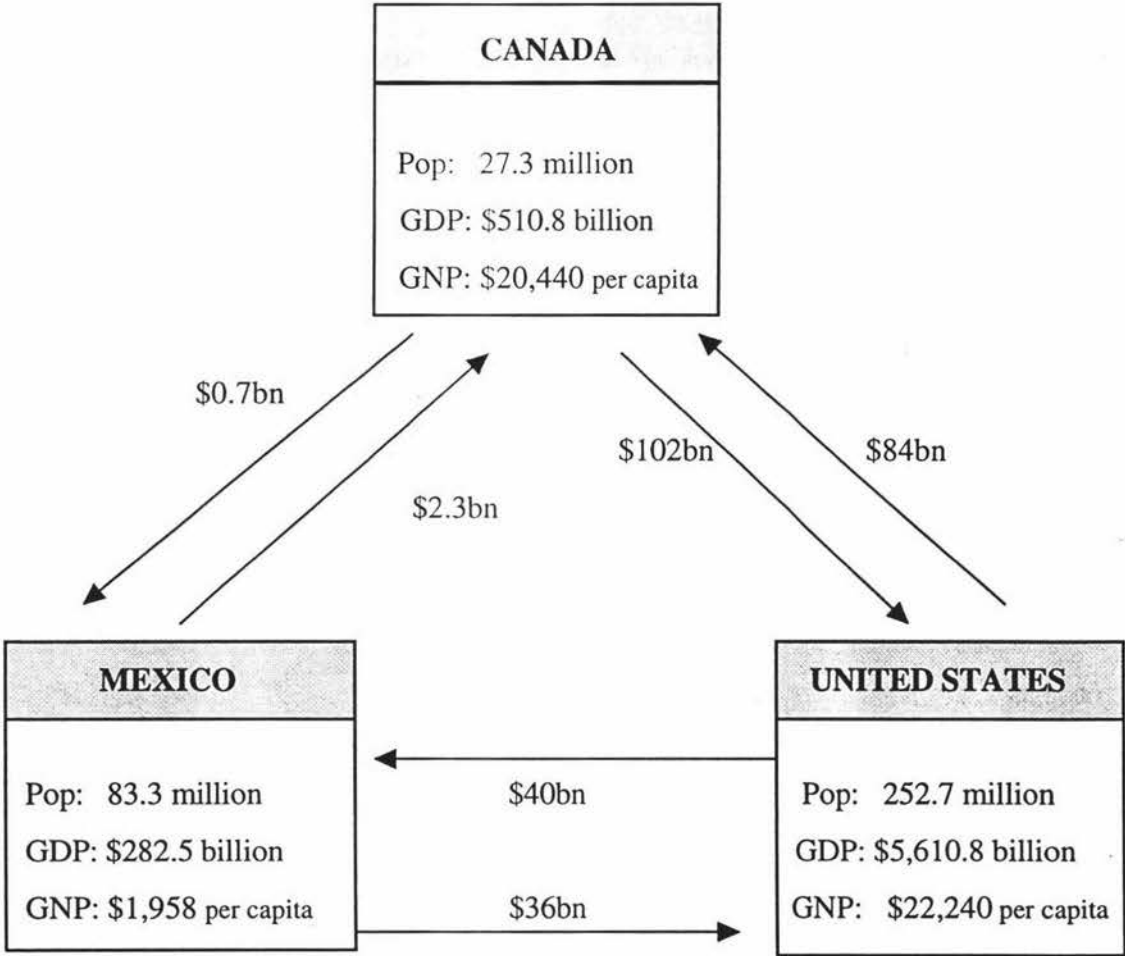 CANADA
Pop: 27.3 million
GDP: $510.8 billion
GNP: $20,440 per capita
$0.7bn
$2.3bn
$102bn
$84bn
MEXICO
Pop: 83.3 million
GDP: $282.5 billion
GNP: $1,958 per capita
$40bn
$36bn
UNITED STATES
Pop: 252.7 million
GDP: $5,610.8 billion
GNP: $22,240 per capita